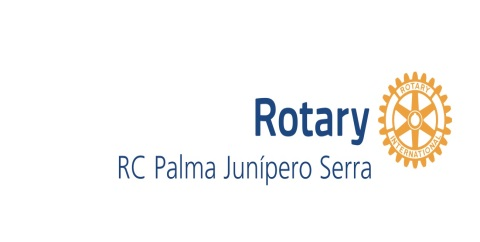 Rotary
RC Palma Junípero Serra
ROTARY
INTERNATIONAL